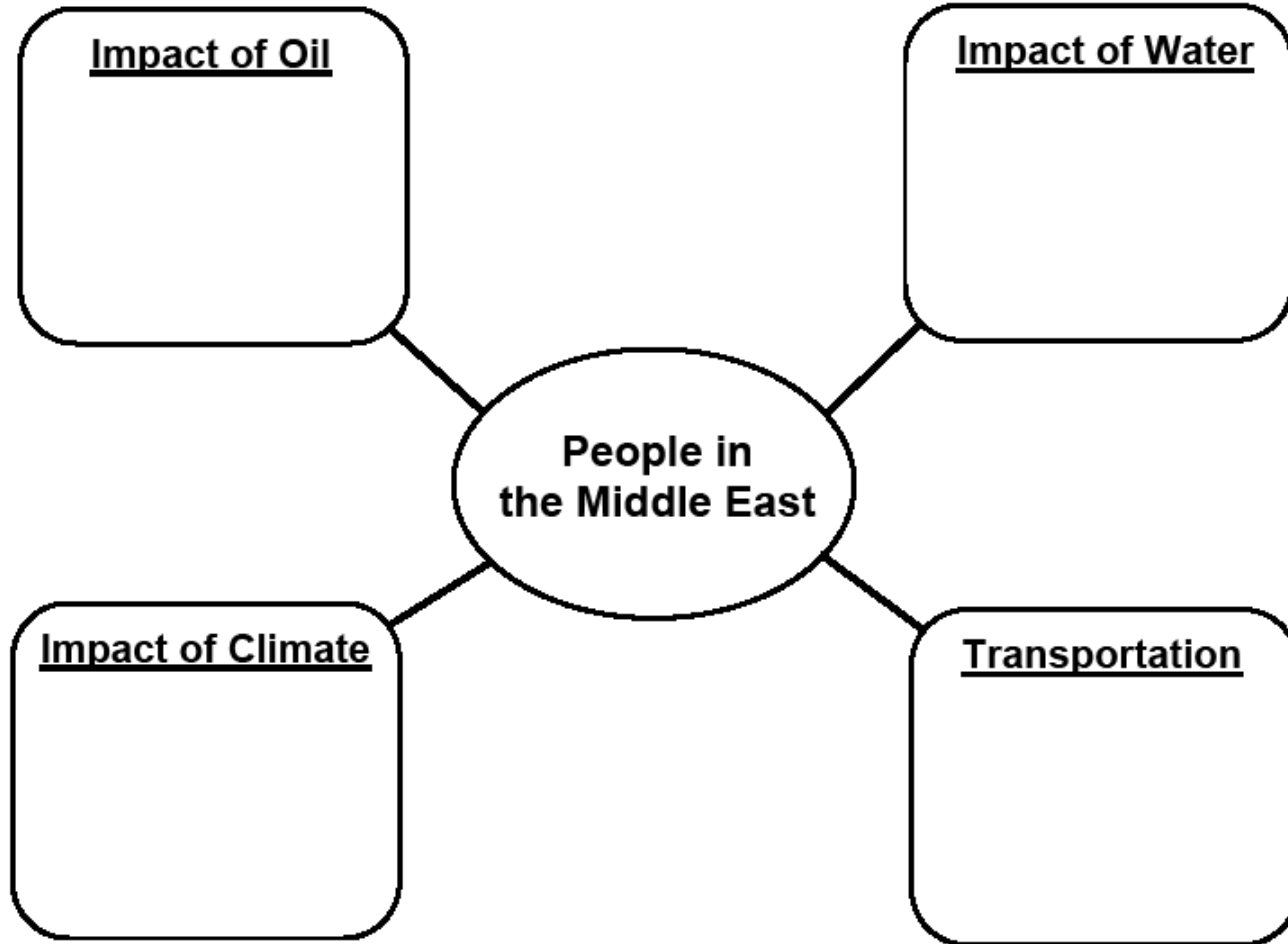 Impact of Oil
Impact of Water
People in
the Middle East
Impact of Climate
Transportation